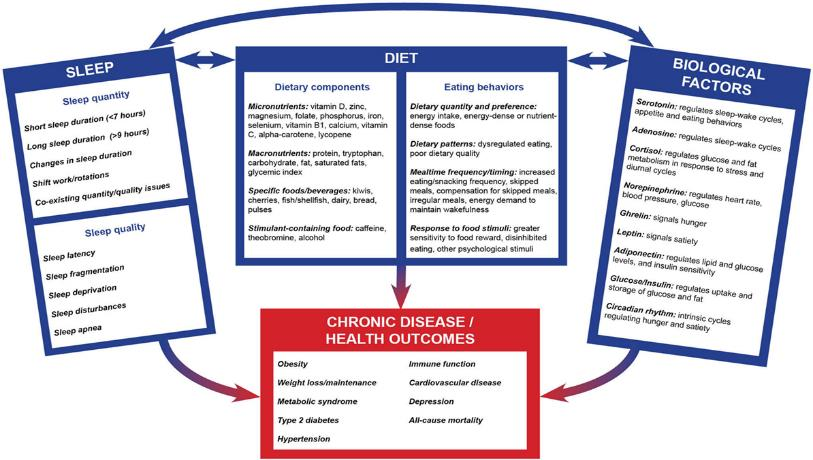 SLEEP
Sleep quantity
Short sleep duration (<7 hours)
Long sleep duration (>9 hours)
Changes in sleep duration
Shift work/rotations
Co-existing quantity/quality issues
Sleep quality
Sleep latency
Sleep fragmentation
Sleep deprivation
Sleep disturbances
Sleep apnea
DIET
Dietary components
Micronutrients: vitamin D, zinc,
magnesium, folate, phosphorus, iron,
selenium, vitamin B1, calcium, vitamin
C, alpha-carotene, lycopene
Macronutrients: protein, tryptophan,
carbohydrate, fat, saturated fats,
glycemic index
Specific foods/beverages: kiwis,
cherries, fish/shellfish, dairy, bread,
pulses
Stimulant-containing food: caffeine,
theobromine, alcohol
Eating behaviors
Dietary quantity and preference:
energy intake, energy-dense or nutrient-
dense foods
Dietary patterns: dysregulated eating,
poor dietary quality
Mealtime frequency/timing: increased
eating/snacking frequency, skipped
meals, compensation for skipped meals,
irregular meals, energy demand to
maintain wakefulness
Response to food stimuli: greater
sensitivity to food reward, disinhibited
eating, other psychological stimuli
BIOLOGICAL
FACTORS
Serotonin: regulates sleep-wake cycles,
appetite and eating behaviors
Adenosine: regulates sleep-wake cycles
Cortisol: regulates glucose and fat
metabolism in response to stress and
diurnal cycles
Norepinephrine: regulates heart rate,
blood pressure, glucose
Ghrelin: signals hunger
Leptin: signals satiety
Adiponectin: regulates lipid and glucose
levels, and insulin sensitivity
Glucose/Insulin: regulates uptake and
storage of glucose and fat
Circadian rhythm: intrinsic cycles
regulating hunger and satiety
CHRONIC DISEASE /
HEALTH OUTCOMES
Obesity
Weight loss/maintenance
Metabolic syndrome
Type 2 diabetes
Hypertension
Immune function
Cardiovascular disease
Depression
All-cause mortality